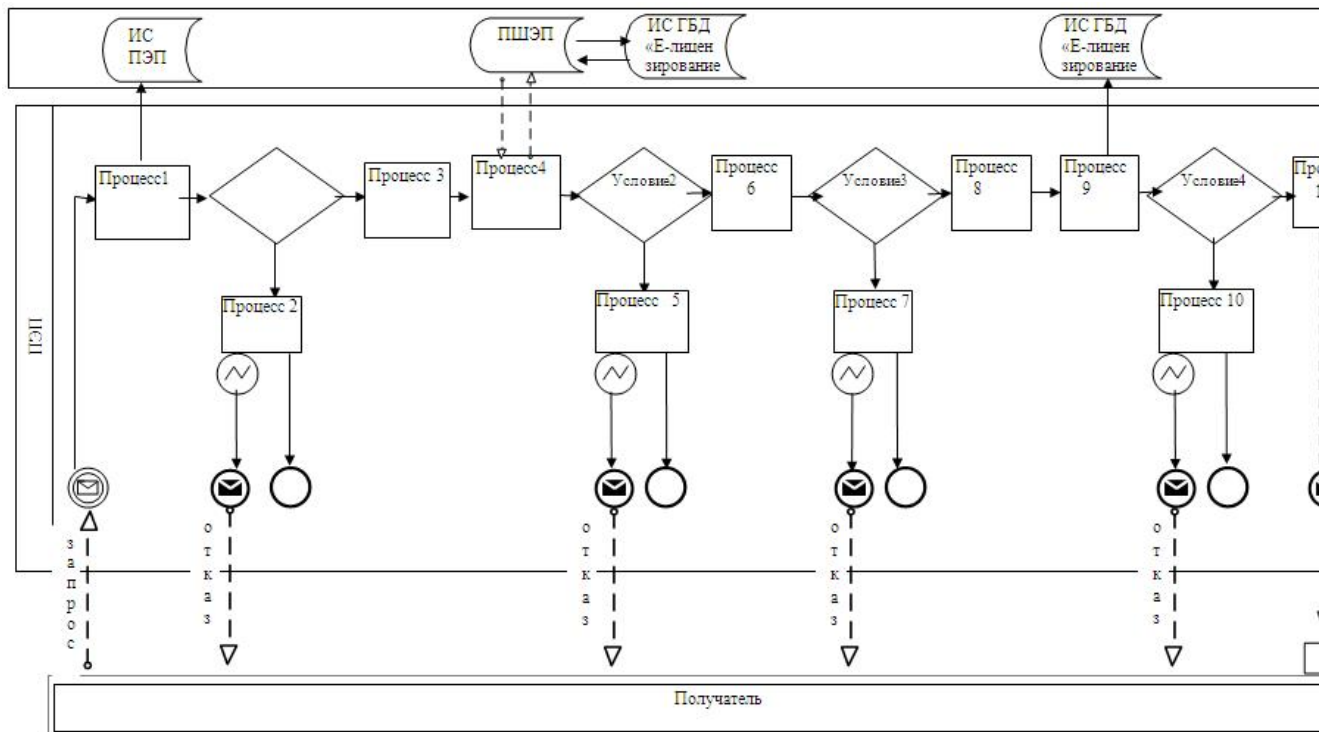 ИС
ПЭП
ПШЭП
ИС ГБД
«Е-лицен
зирование
ИС ГБД
«Е-лицен
зирование
Процесс1
Процесс 3
Процесс4
Условие2
Процесс
6
Условие3
Процесс
8
Процесс
9
Условие4
Процесс 2
Процесс 5
Процесс 7
Процесс 10
запрос
отказ
отказ
отказ
отказ
Получатель